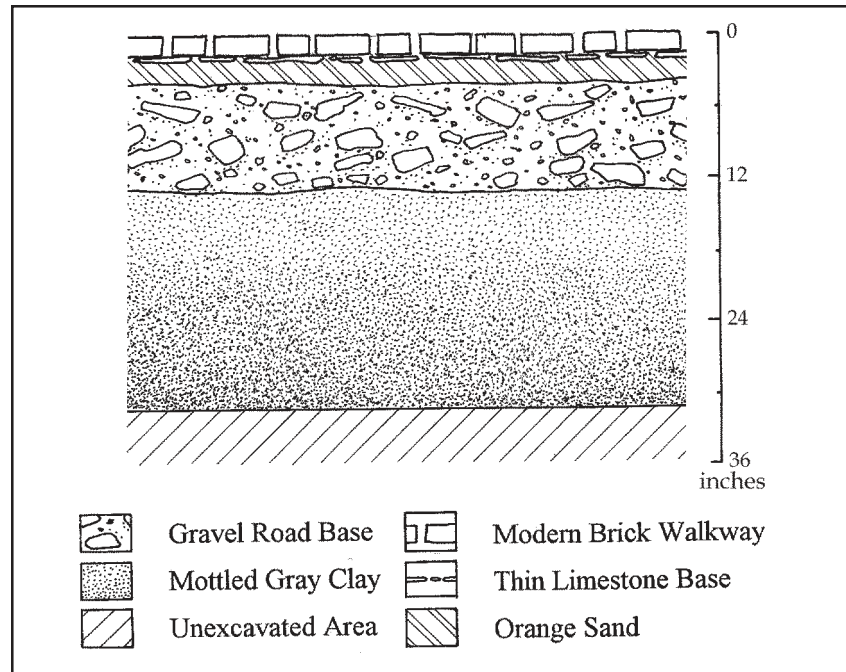 0
12
24
36
inches
Gravel Road Base
Modern Brick Walkway
Mottled Gray Clay
Thin Limestone Base
Unexcavated Area
Orange Sand